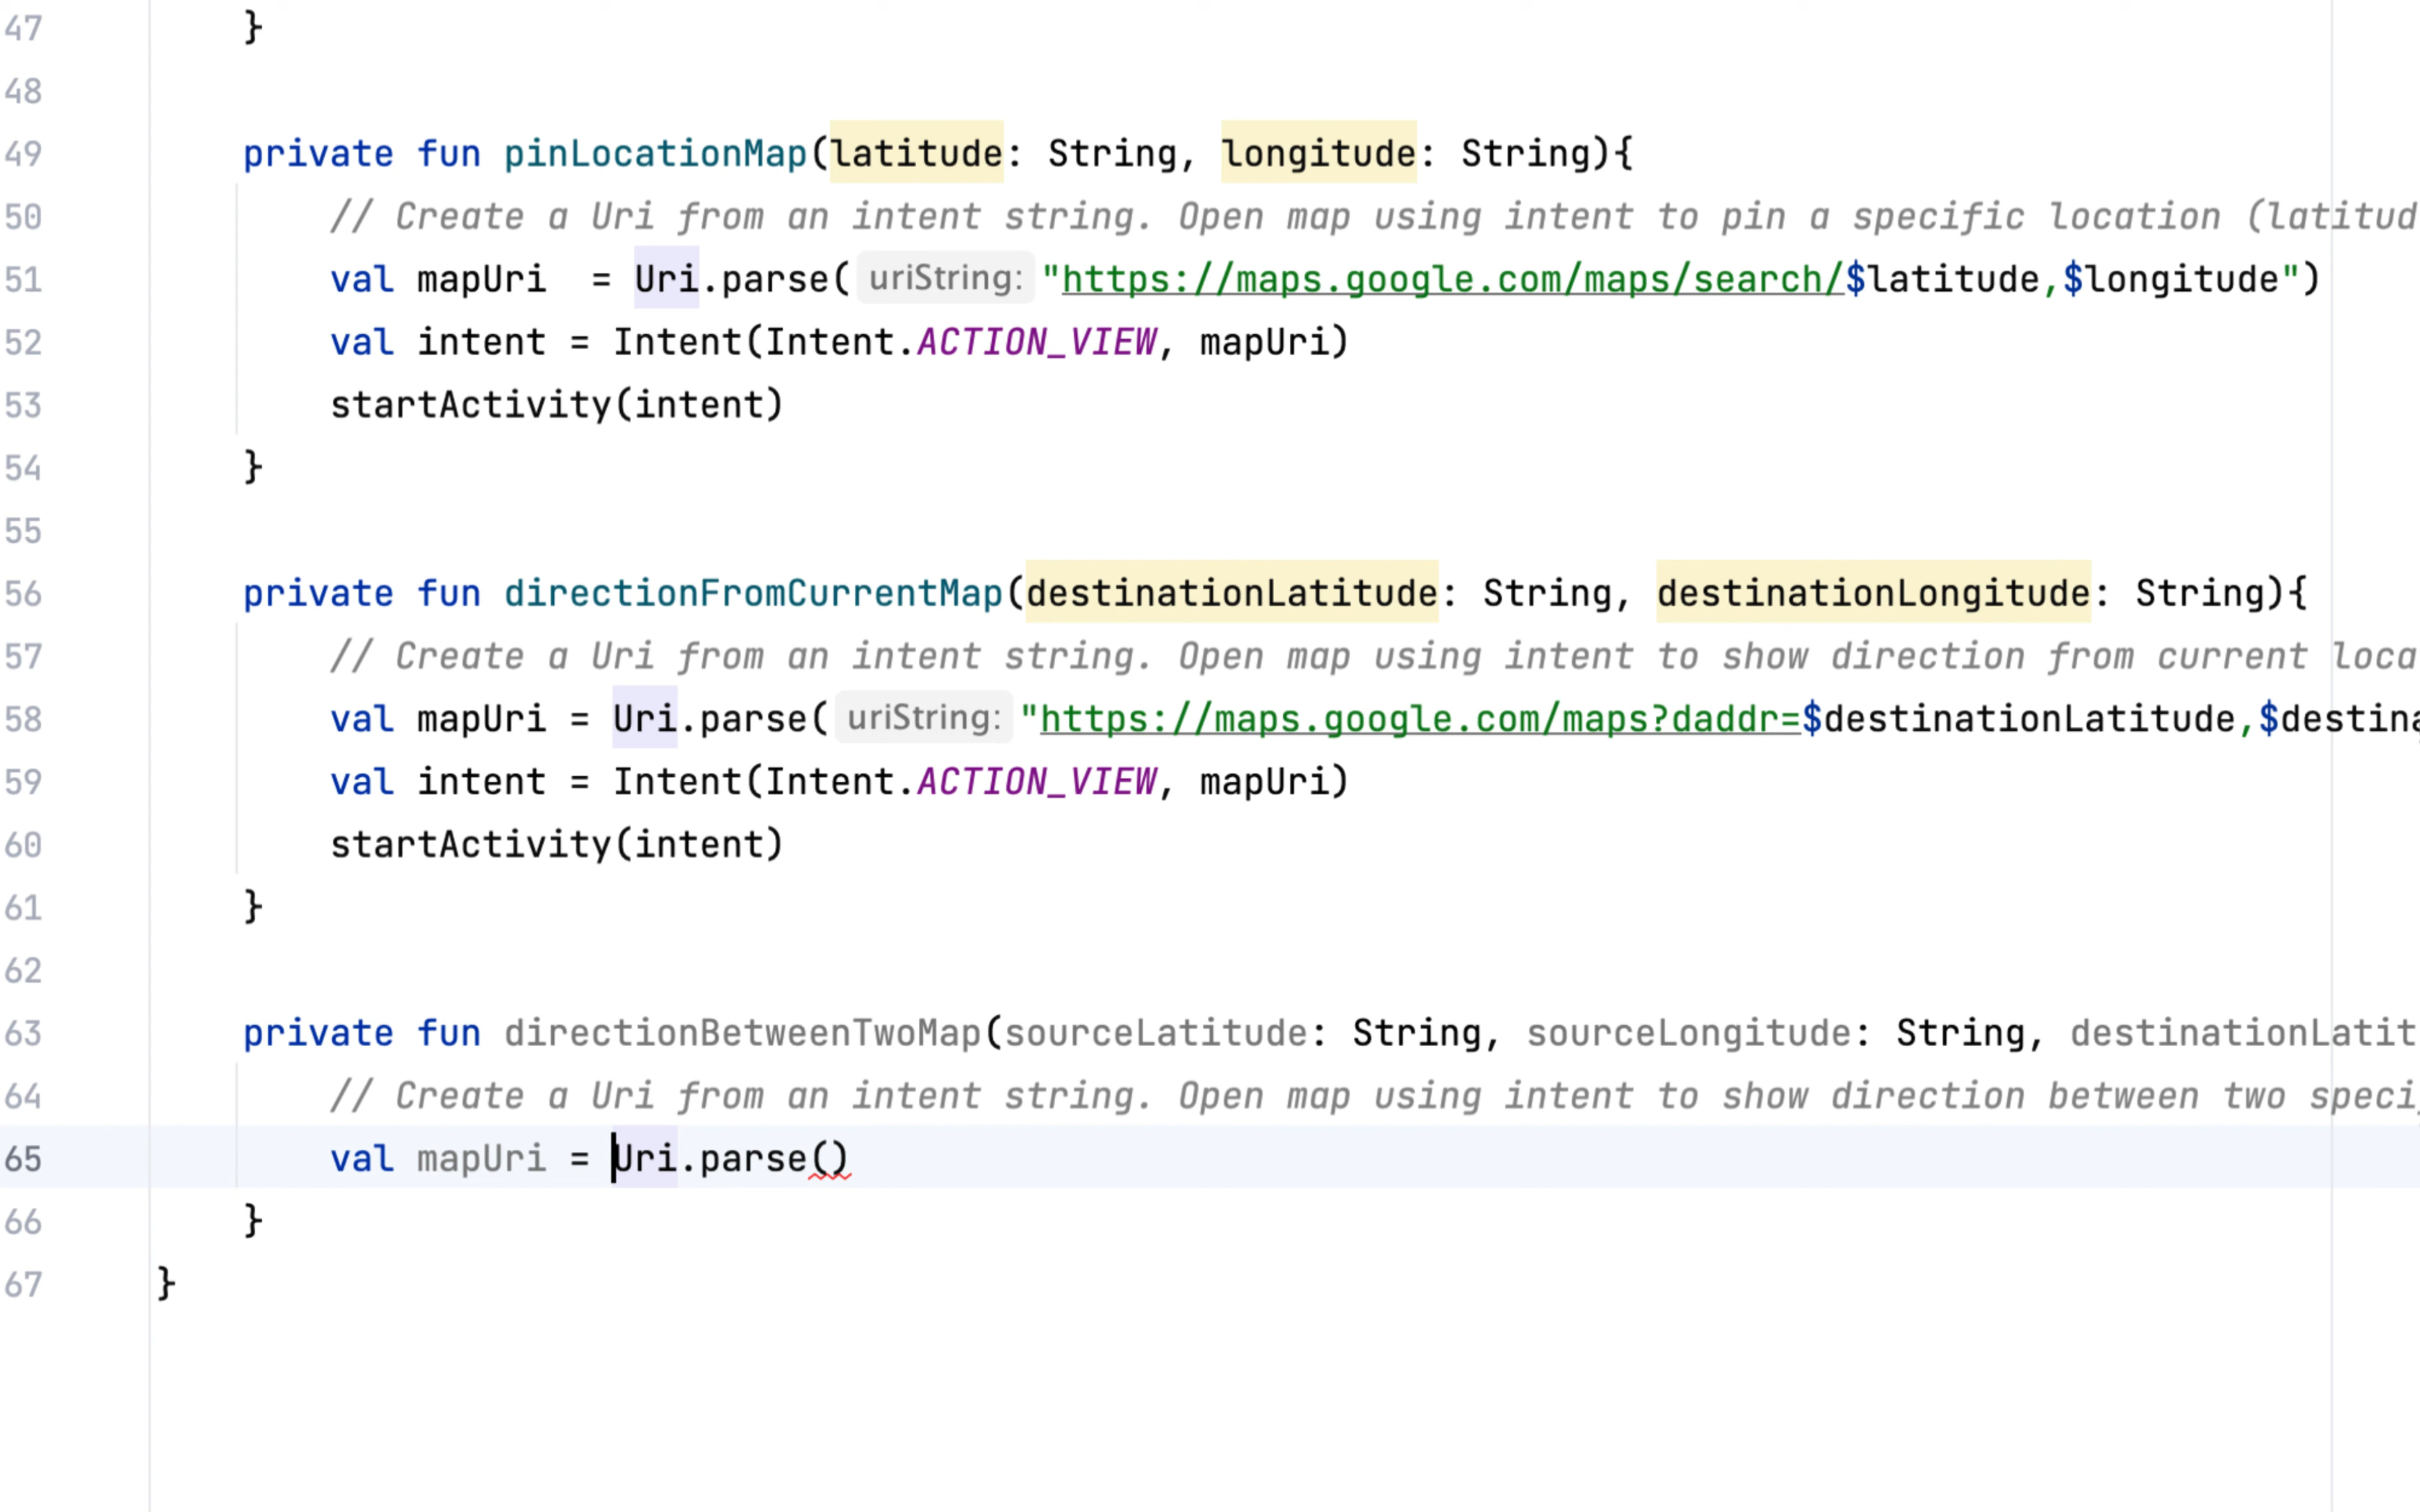 47 }
48
49 private fun pinLocationMap(latitude: String, longitude: String){
50 // Create a Uri from an intent string. Open map using intent to pin a specific location (latitud
51 val mapUri  = Uri.parse( uriString: "https://maps.google.com/maps/search/$latitude,$longitude")
52 val intent = Intent(Intent.ACTION_VIEW, mapUri)
53 startActivity(intent)
54 }
55
56 private fun directionFromCurrentMap(destinationLatitude: String, destinationLongitude: String){
57 // Create a Uri from an intent string. Open map using intent to show direction from current loca
58 val mapUri = Uri.parse( uriString: "https://maps.google.com/maps?daddr=$destinationLatitude,$destina
59 val intent = Intent(Intent.ACTION_VIEW, mapUri)
60 startActivity(intent)
61 }
62
63 private fun directionBetweenTwoMap(sourceLatitude: String, sourceLongitude: String, destinationLatit
64 // Create a Uri from an intent string. Open map using intent to show direction between two speci
65 val mapUri = Uri.parse()
66 }
67 }